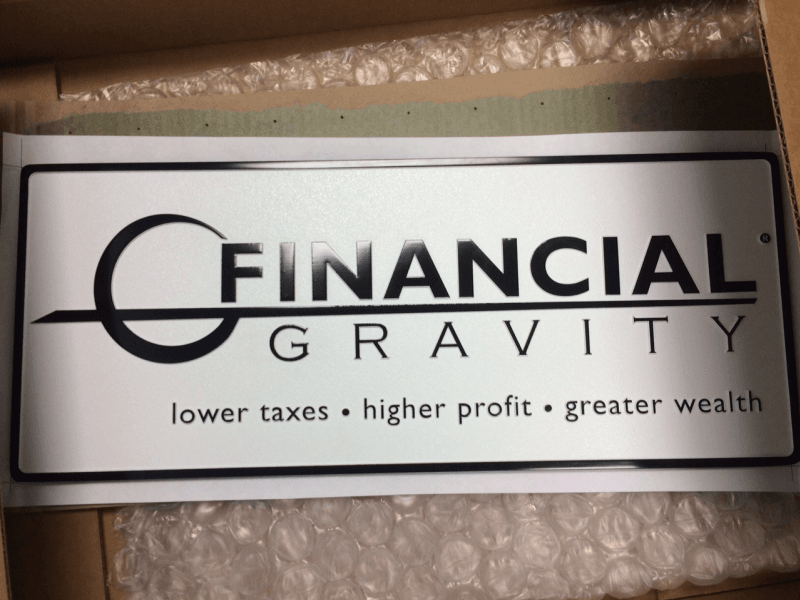 FINANCIAL®
GRAVITY
lower taxes • higher profit • greater wealth